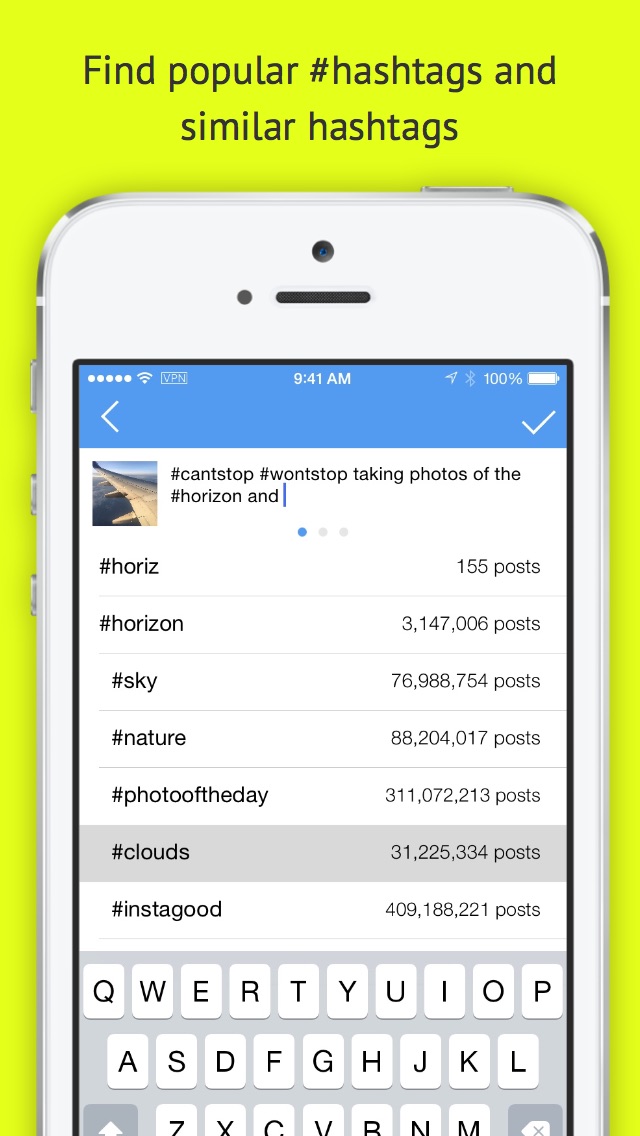 Find popular #hashtags and
similar hashtags
VPN 9:41 AM 100%
#cantstop #wontstop taking photos of the
#horizon and
#horiz 155 posts
#horizon 3,147,006 posts
#sky 76,988,754 posts
#nature 88,204,017 posts
#photooftheday 311,072,213 posts
#clouds 31,225,334 posts
#instagood 409,188,221 posts
Q W E R T Y U I O P
A S D F G H J K L
Z X C V B N M